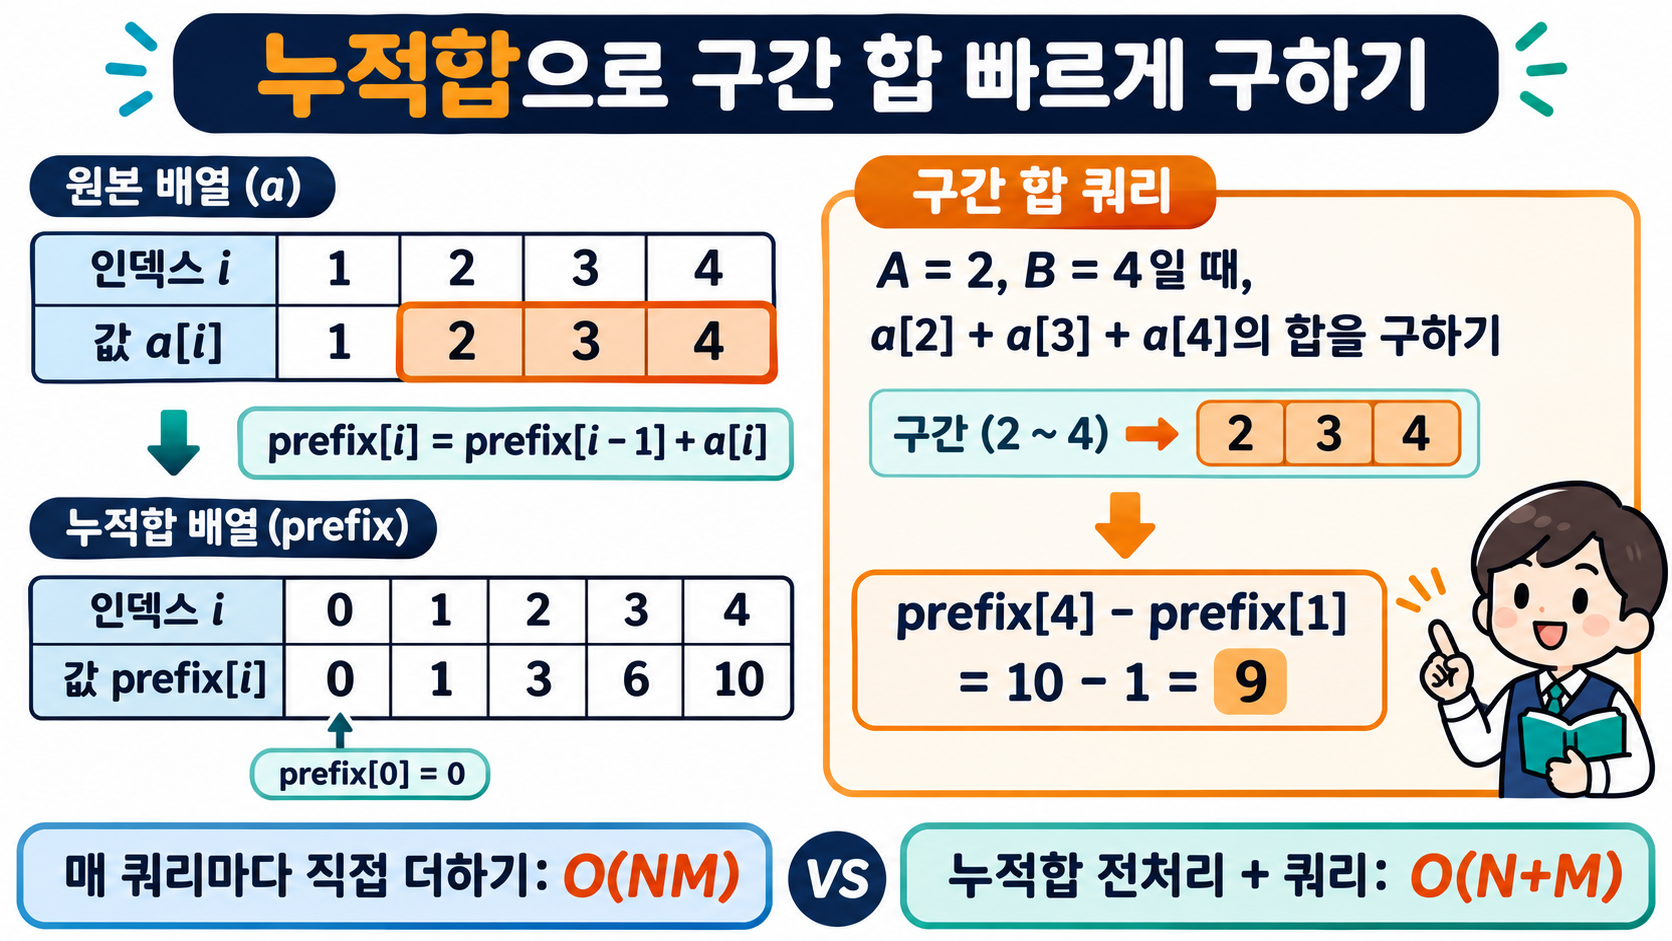 누적합으로 구간 합 빠르게 구하기
원본 배열 (a)
인덱스 i 1 2 3 4
값 a[i] 1 2 3 4
prefix[i] = prefix[i − 1] + a[i]
누적합 배열 (prefix)
인덱스 i 0 1 2 3 4
값 prefix[i] 0 1 3 6 10
prefix[0] = 0
구간 합 쿼리
A = 2, B = 4일 때,
a[2] + a[3] + a[4]의 합을 구하기
구간 (2 ~ 4) → 2 3 4
prefix[4] − prefix[1]
= 10 − 1 = 9
매 쿼리마다 직접 더하기: O(NM)
VS
누적합 전처리 + 쿼리: O(N+M)